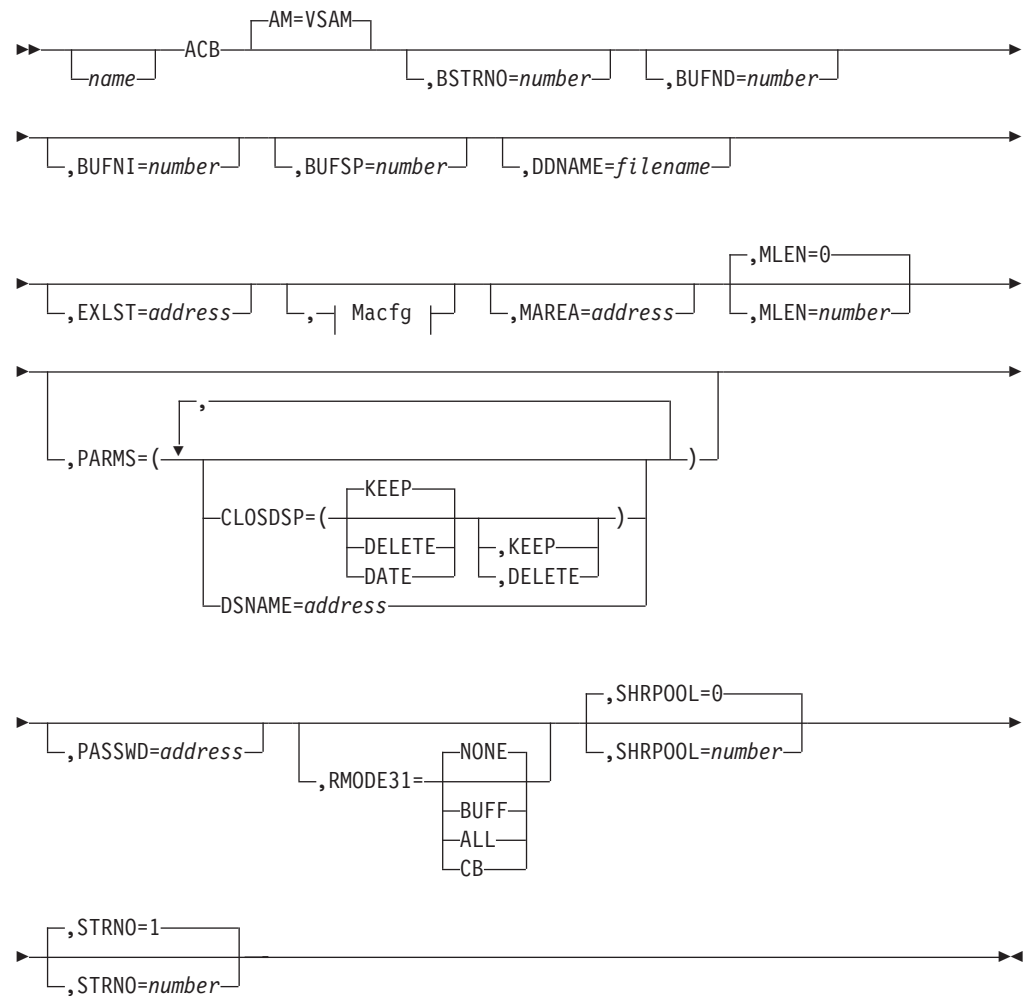 AM=VSAM
ACB
name
,BSTRNO=number
,BUFND=number
,BUFNI=number
,BUFSP=number
,DDNAME=filename
,MLEN=0
,EXLST=address
,
Macfg
,MAREA=address
,MLEN=number
,
,PARMS=(
)
KEEP
CLOSDSP=(
)
DELETE
,KEEP
DATE
,DELETE
DSNAME=address
,SHRPOOL=0
,PASSWD=address
NONE
,SHRPOOL=number
,RMODE31=
BUFF
ALL
CB
,STRNO=1
,STRNO=number